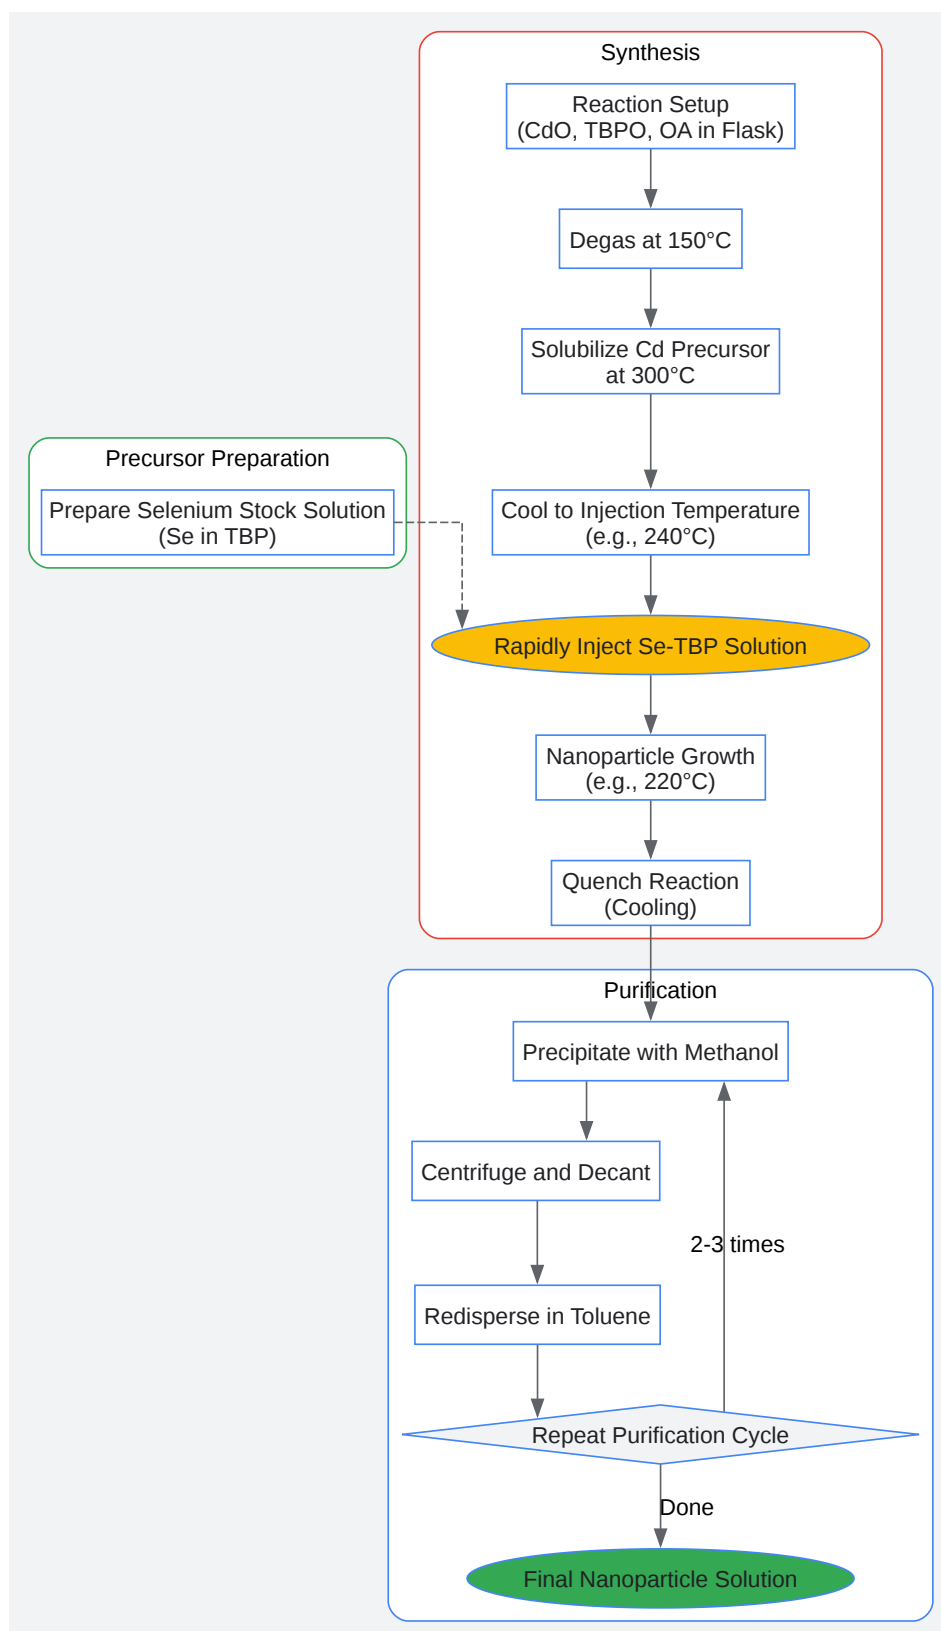 Synthesis
Reaction Setup
(CdO, TBPO, OA in Flask)
Degas at 150°C
Solubilize Cd Precursor
at 300°C
Precursor Preparation
Prepare Selenium Stock Solution
(Se in TBP)
Cool to Injection Temperature
(e.g., 240°C)
Rapidly Inject Se-TBP Solution
Nanoparticle Growth
(e.g., 220°C)
Quench Reaction
(Cooling)
Purification
Precipitate with Methanol
Centrifuge and Decant
2-3 times
Redisperse in Toluene
Repeat Purification Cycle
Done
Final Nanoparticle Solution